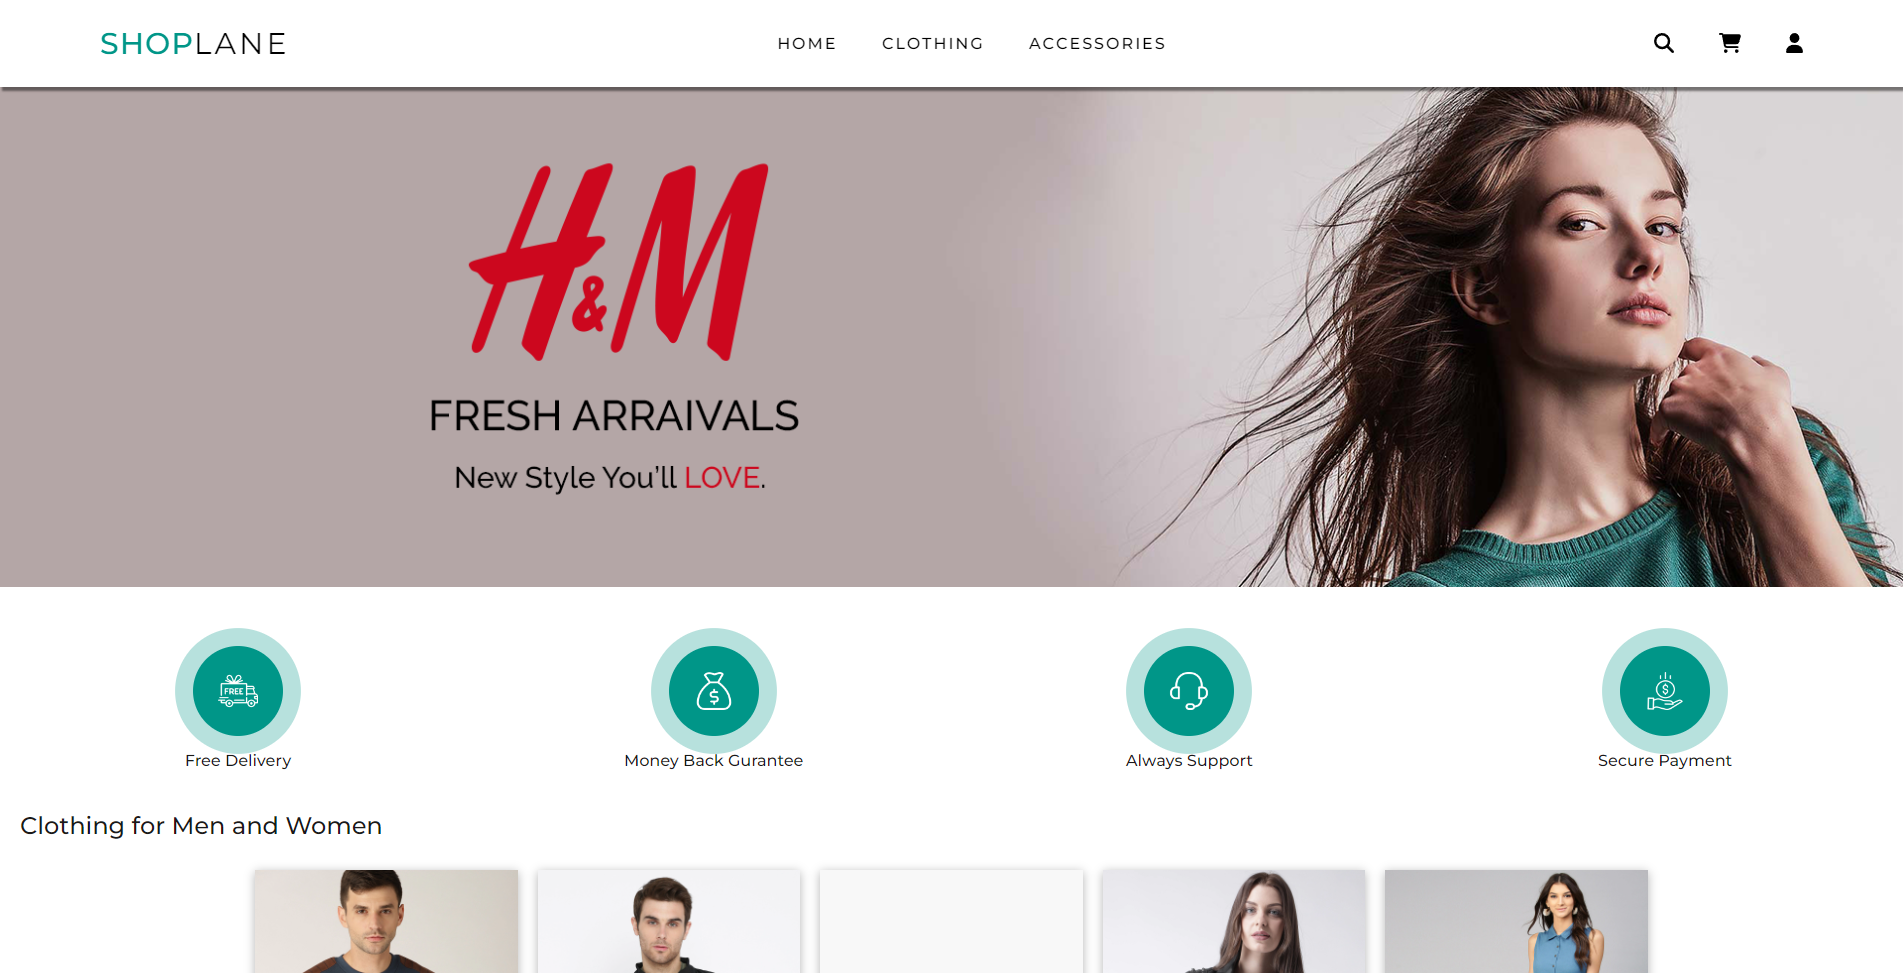 SHOPLANE
HOME CLOTHING ACCESSORIES
H&M
FRESH ARRAIVALS
New Style You'll LOVE.
FREE
$
$
Free Delivery
Money Back Gurantee
Always Support
Secure Payment
Clothing for Men and Women